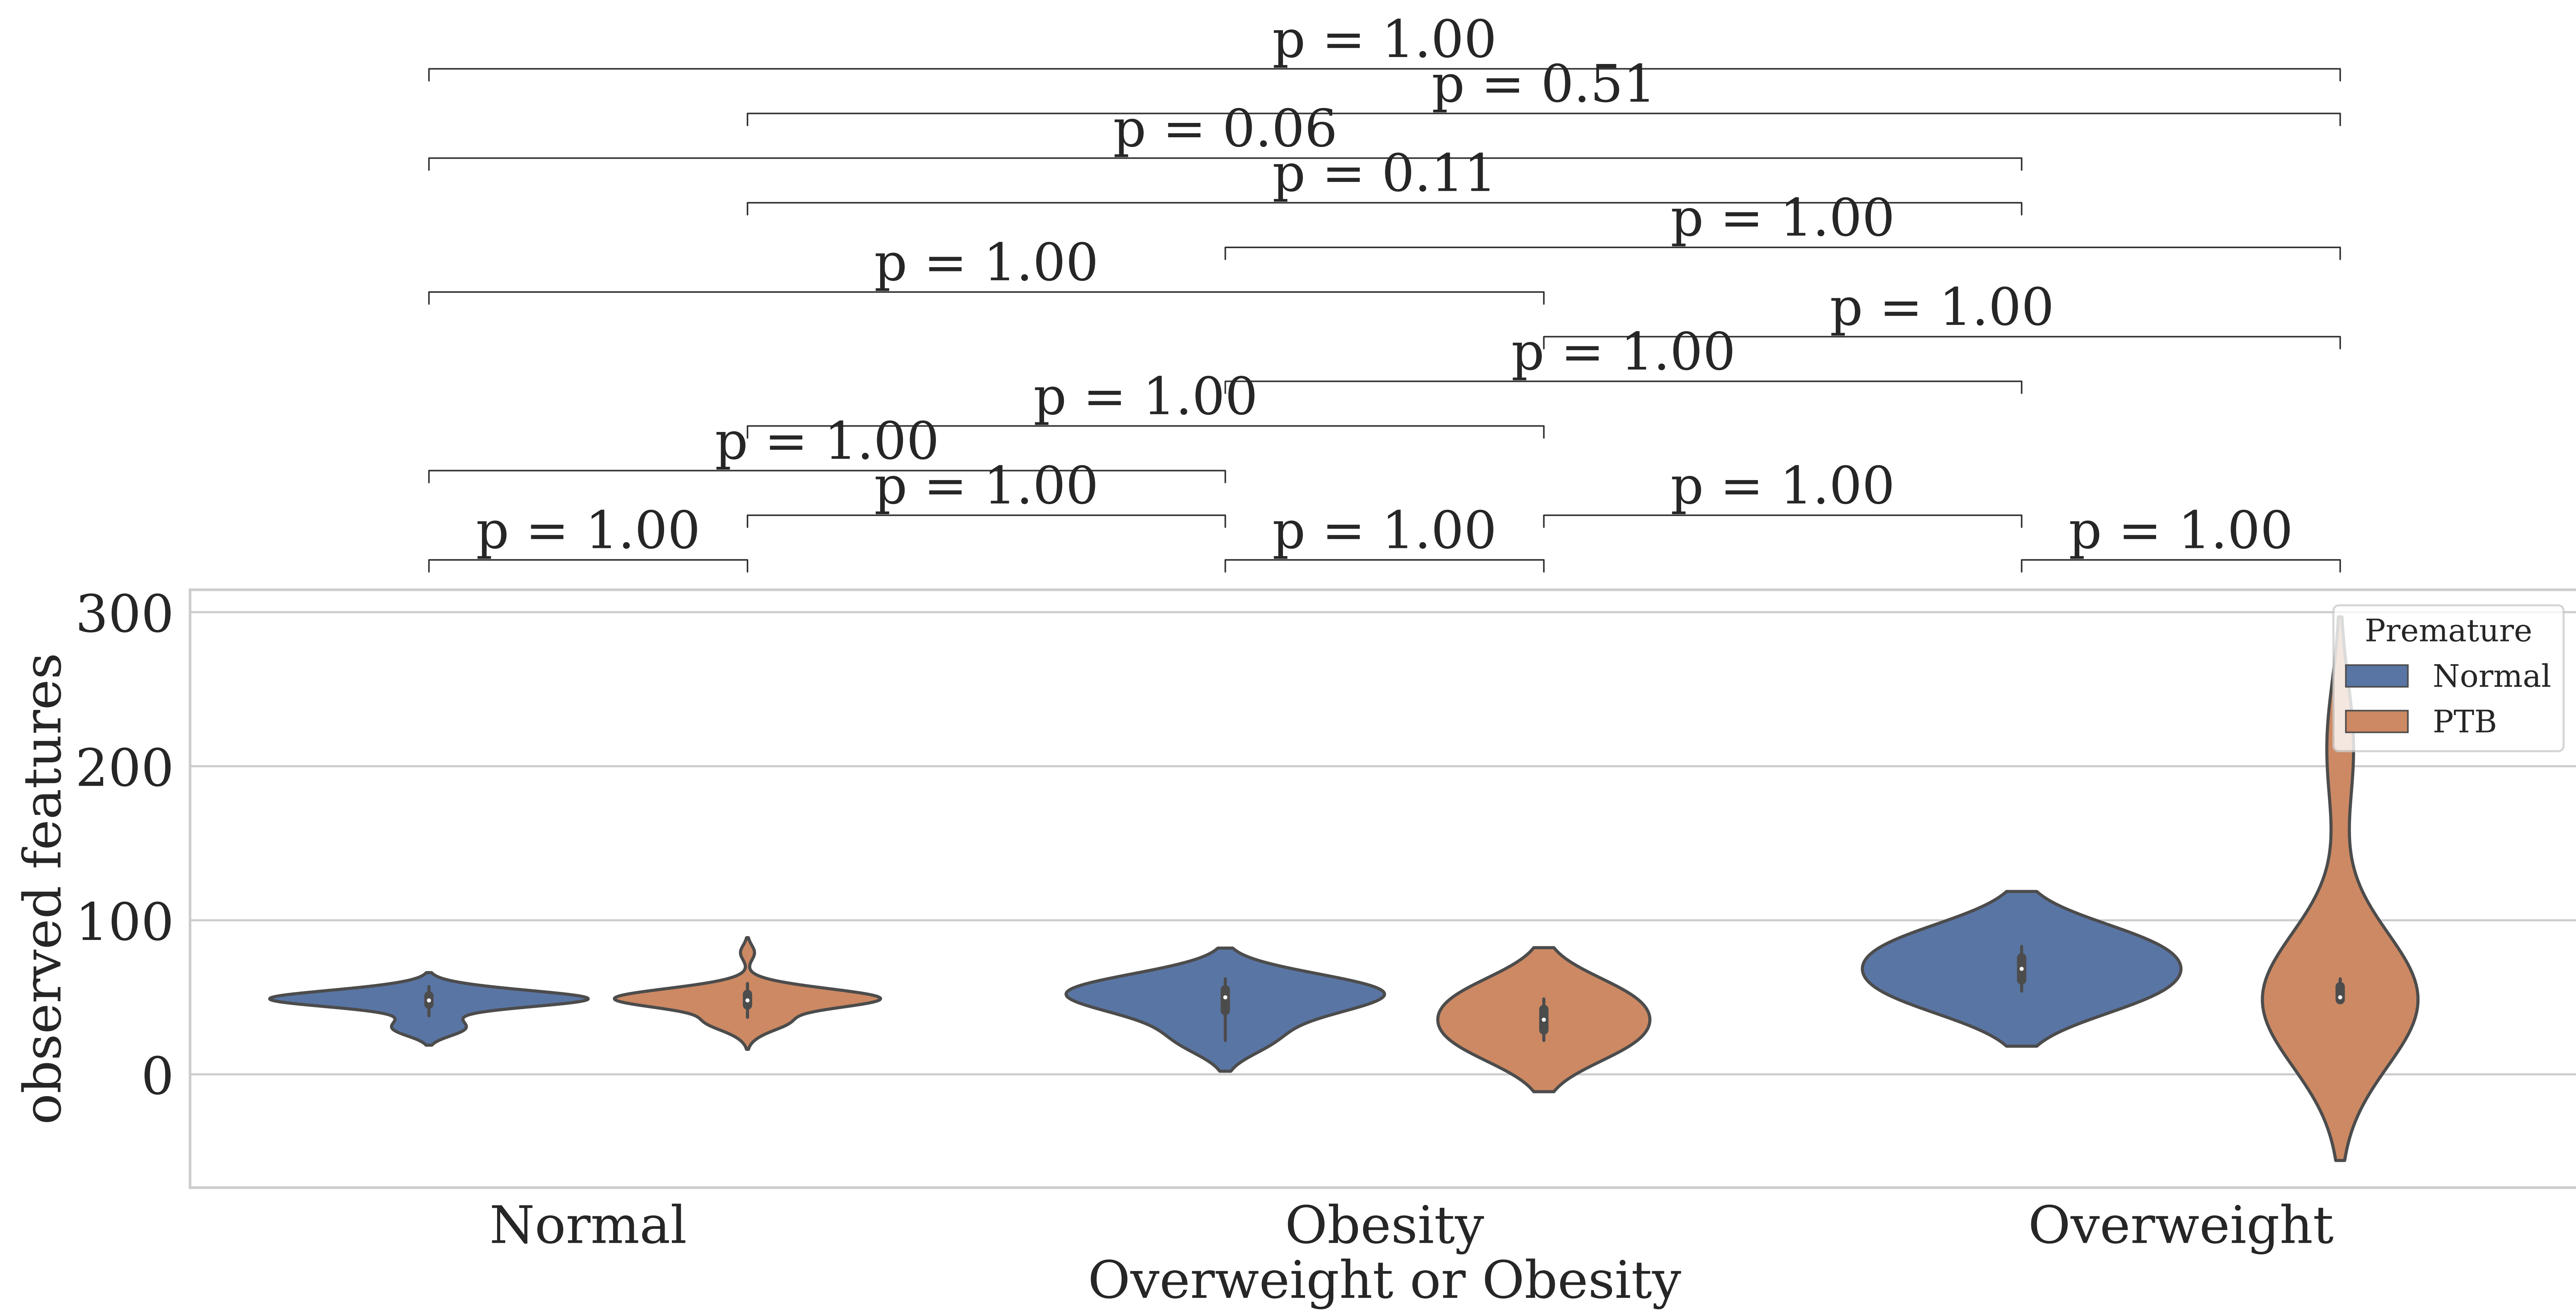 p = 1.00
p = 0.51
p = 0.06
p = 0.11
p = 1.00
p = 1.00
p = 1.00
p = 1.00
p = 1.00
p = 1.00
p = 1.00
p = 1.00
p = 1.00
p = 1.00
p = 1.00
300
200
100
0
observed features
Premature
Normal
PTB
Normal
Obesity
Overweight
Overweight or Obesity